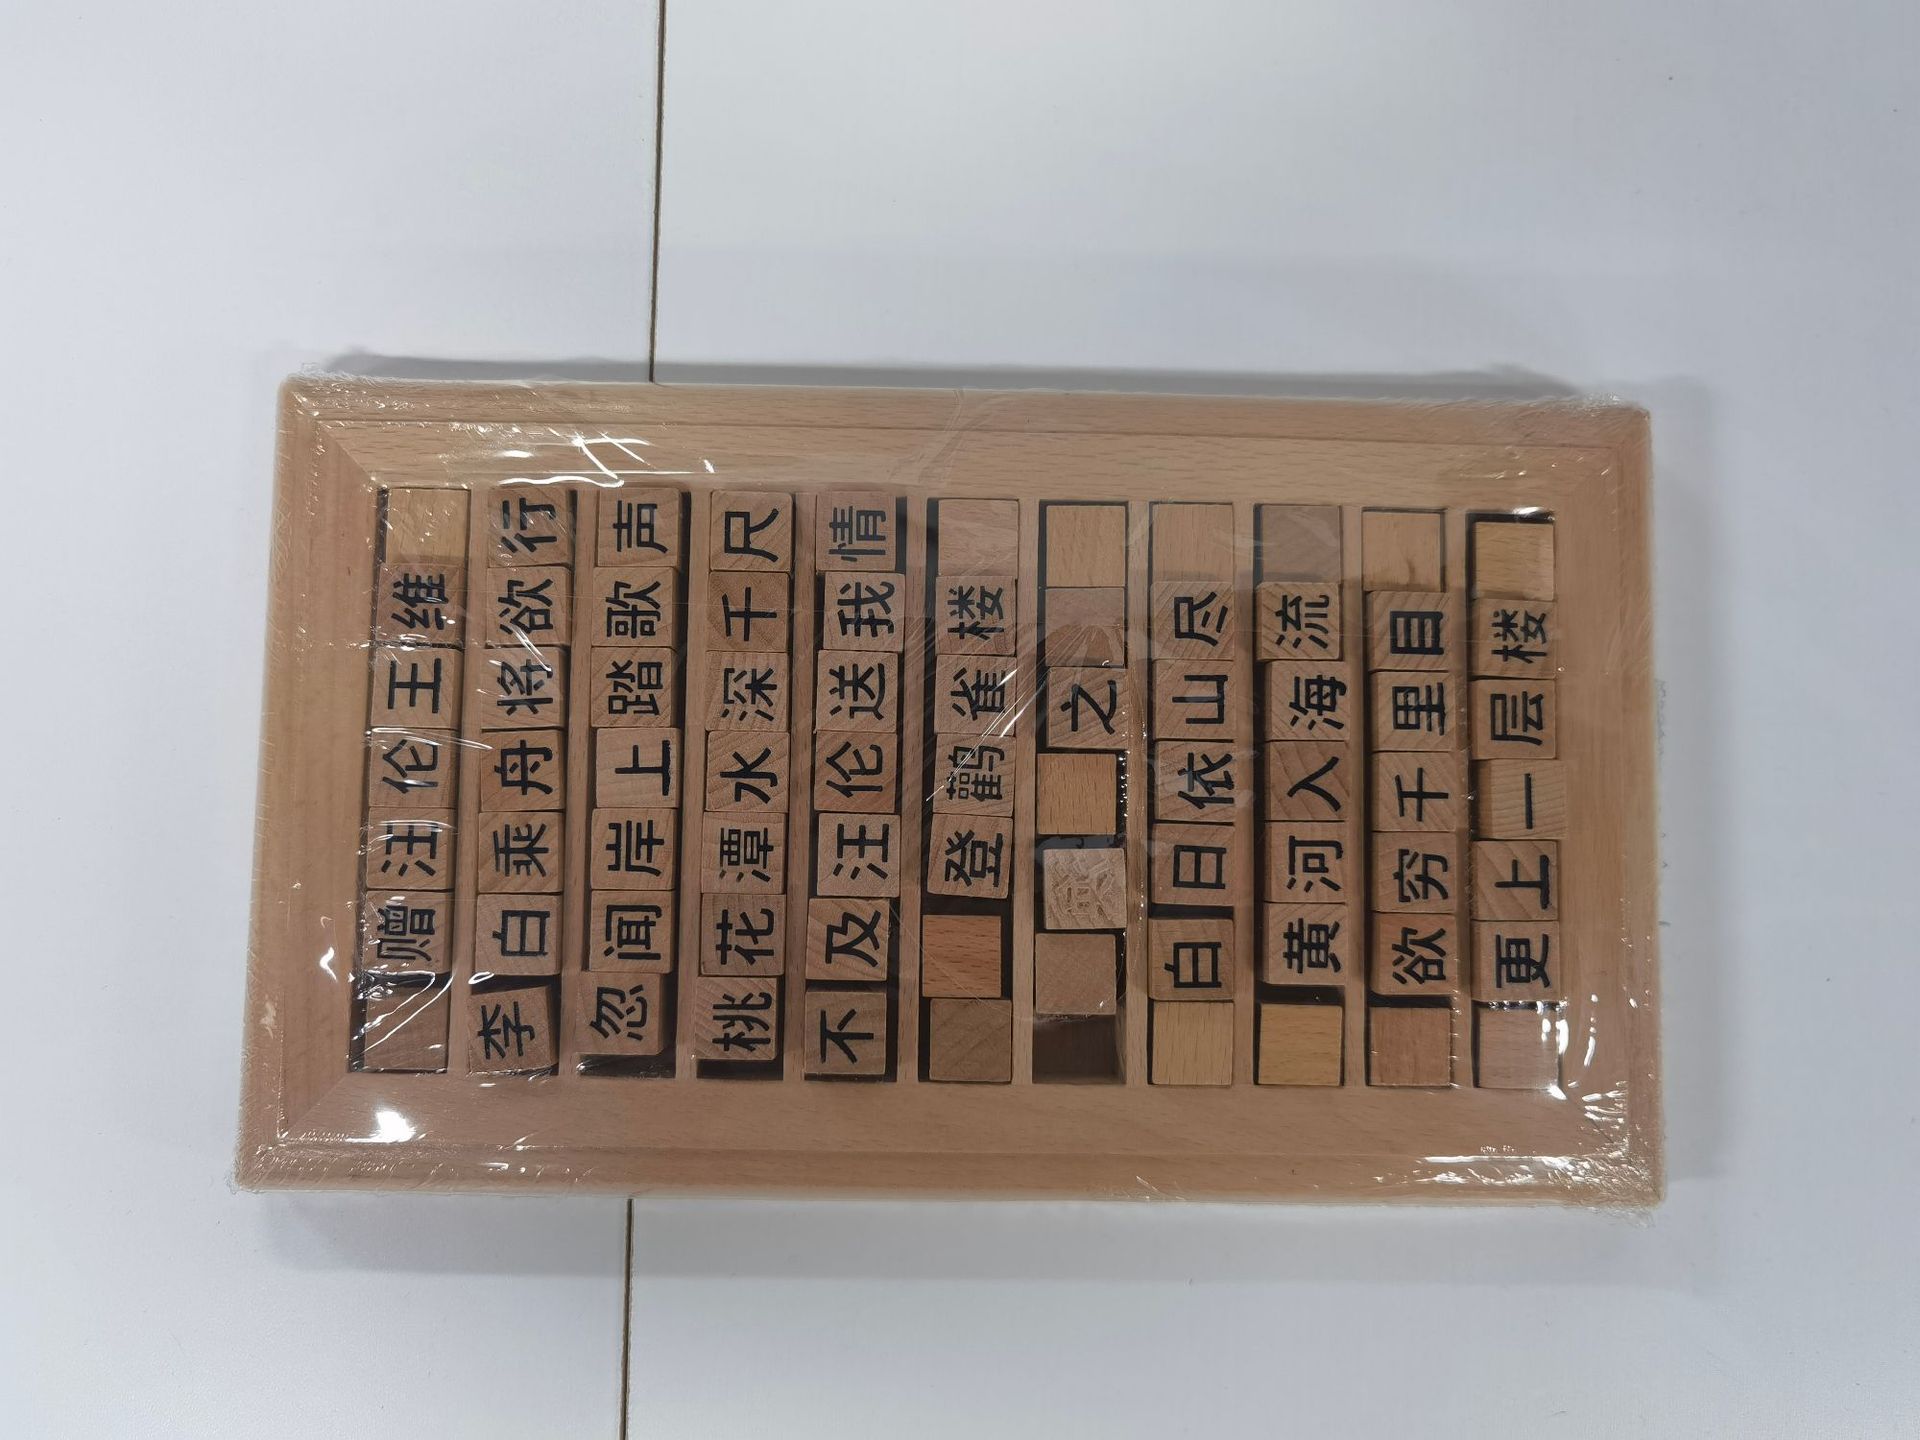 赠汪伦王维
李白乘舟将欲行
忽闻岸上踏歌声
桃花潭水深千尺
不及汪伦送我情
登鹳雀楼
之
白日依山尽
黄河入海流
欲穷千里目
更上一层楼